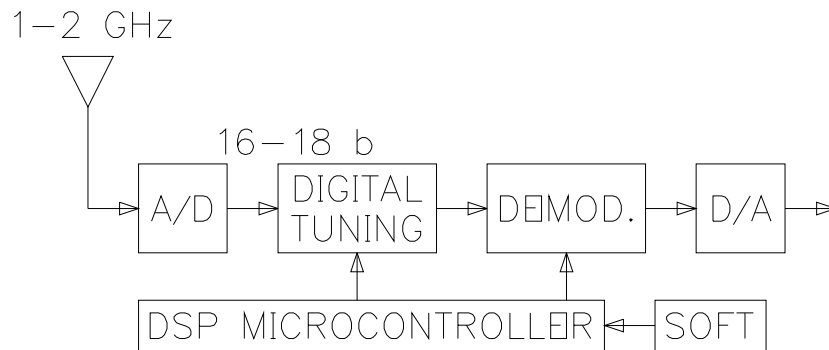 1-2 GHz
16-18 b
A/D
DIGITAL
TUNING
DEMOD.
D/A
DSP MICROCONTROLLER
SOFT